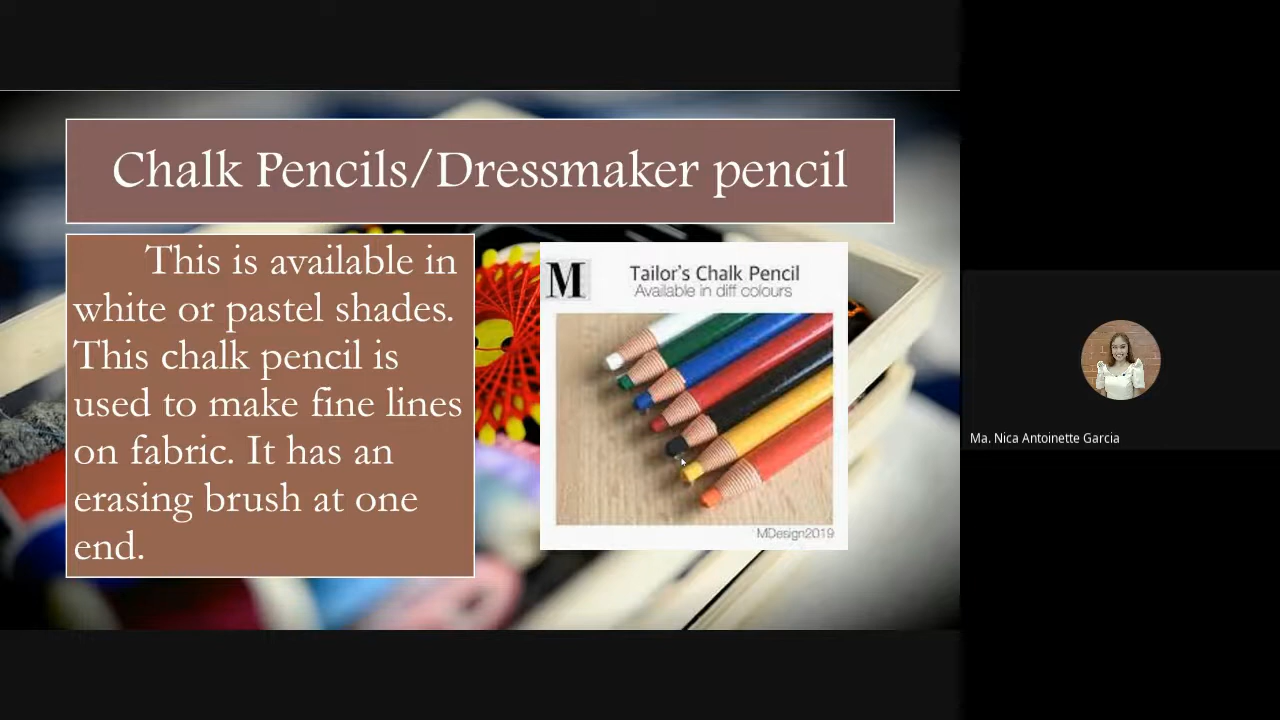 Chalk Pencils/Dressmaker pencil
This is available in
white or pastel shades.
This chalk pencil is
used to make fine lines
on fabric. It has an
erasing brush at one
end.
M
Tailor's Chalk Pencil
Available in diff colours
MDesign2019
Ma. Nica Antoinette Garcia